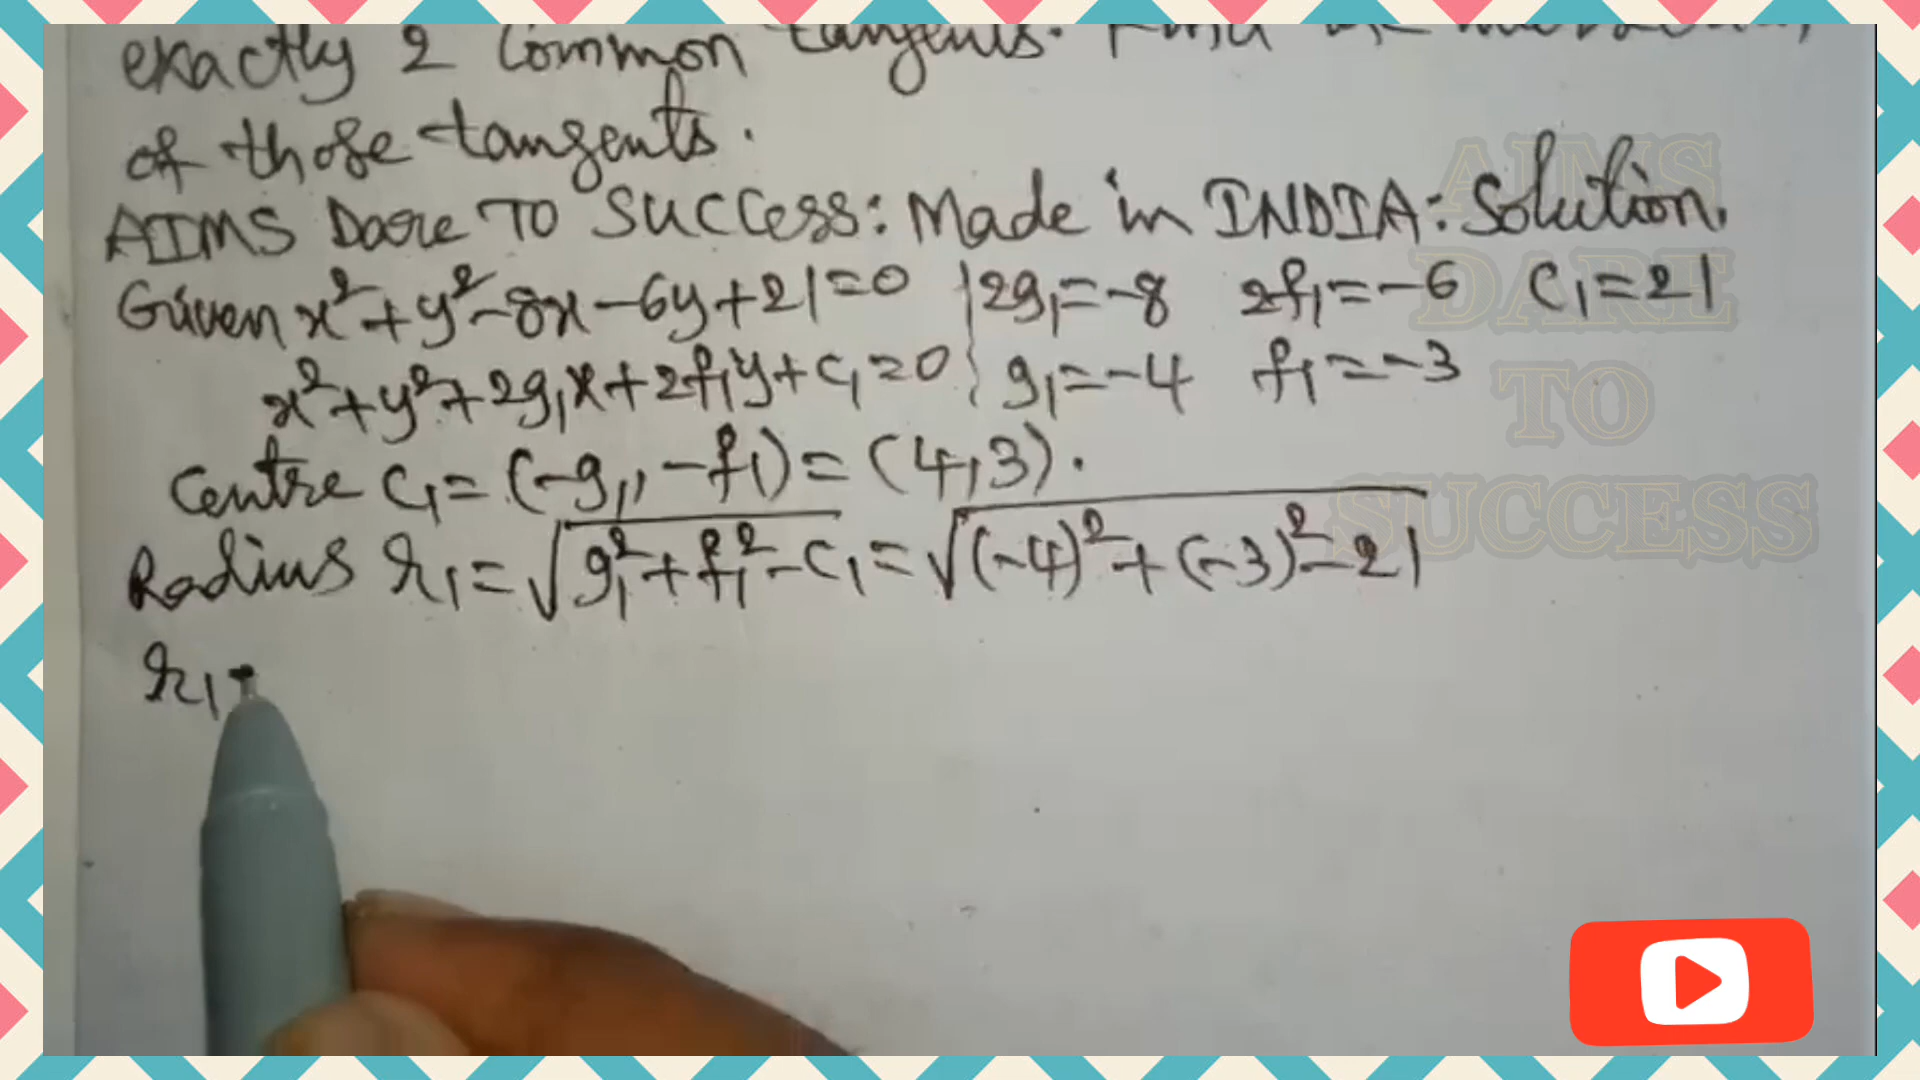 exactly 2 common tangents. Find the
of those tangents.
AIMS Dare TO SUCCess: Made in INDIA: Solution.
Given x²+y²-8x-6y+21=0 | 2g₁=-8 2f₁=-6 C₁=21
x²+y²+2g₁x+2f₁y+c₁=0 | g₁=-4 f₁=-3
Centre C₁=(-g₁,-f₁)=(4,3).
Radius r₁=√g₁²+f₁²-c₁=√(-4)²+(-3)²-21
r₁-
AIMS
DARE
TO
SUCCESS